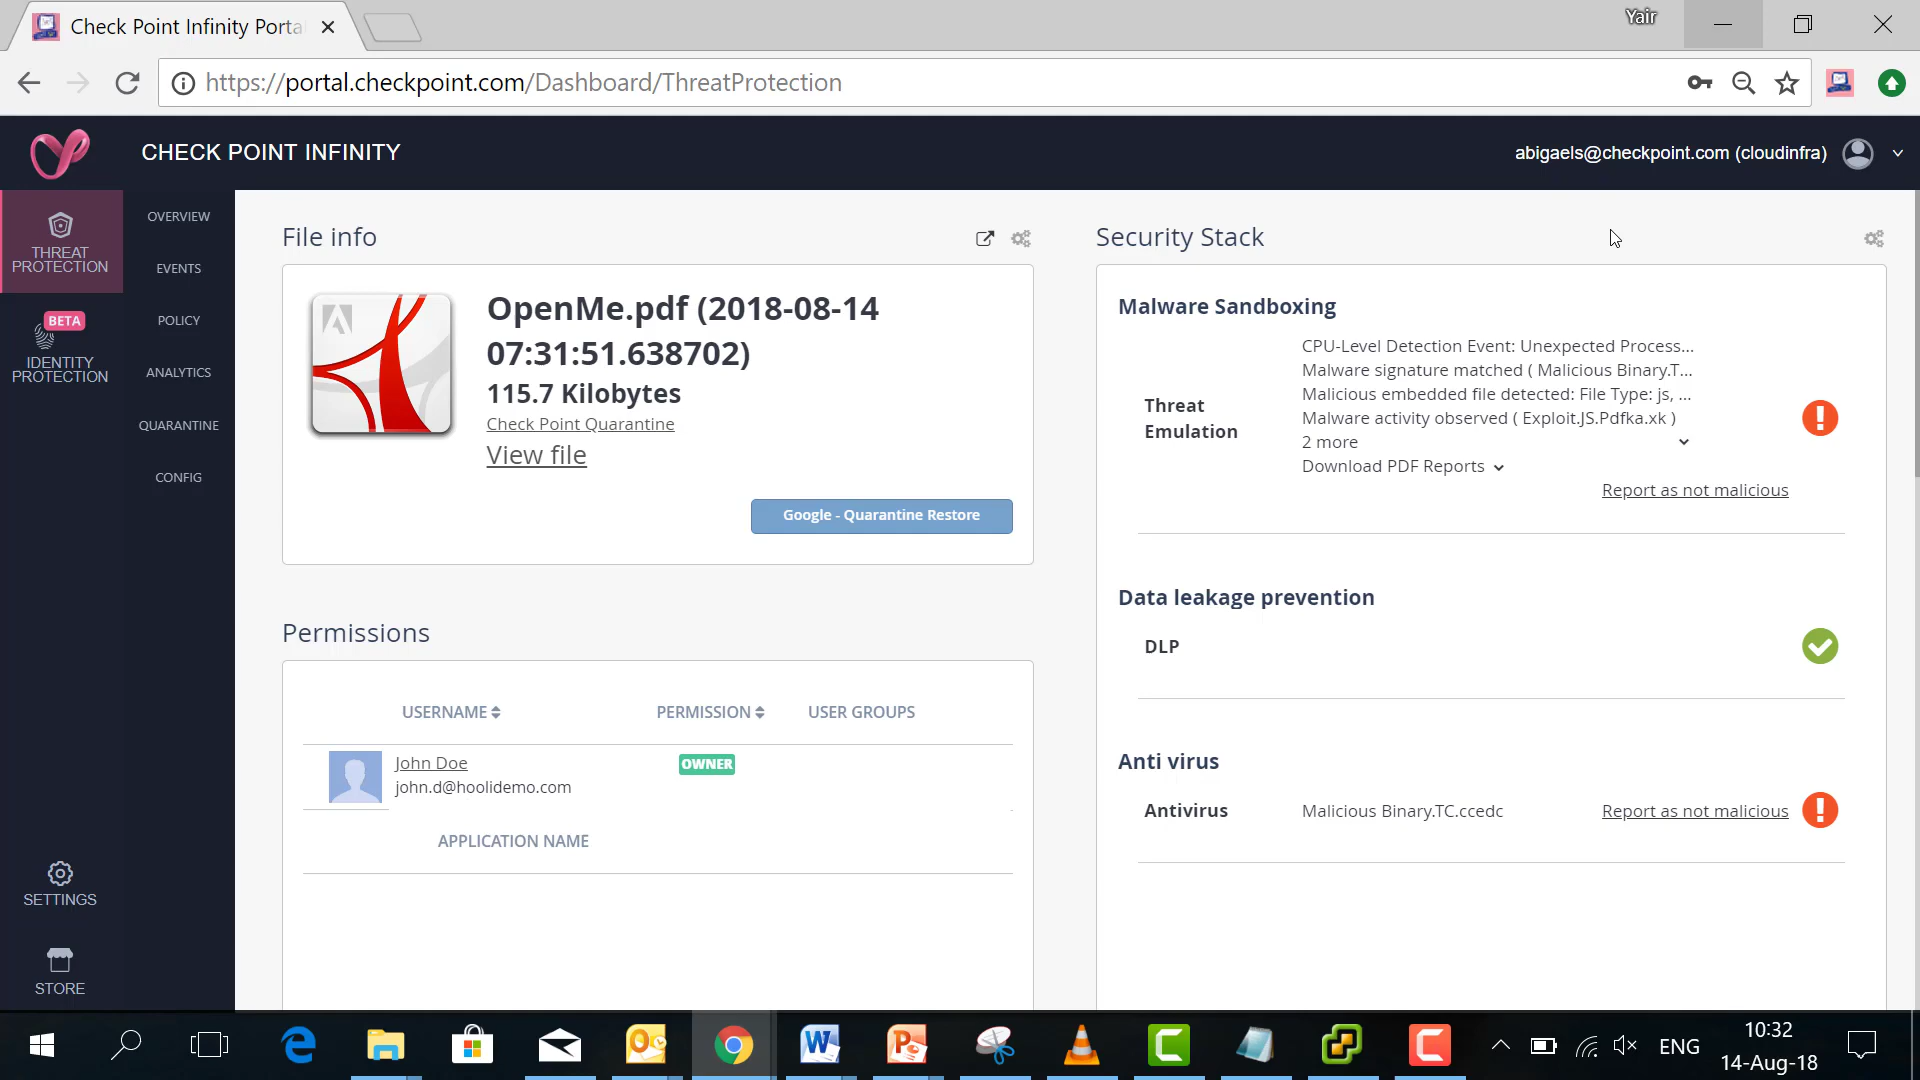 Check Point Infinity Porta
Yair
https://portal.checkpoint.com/Dashboard/ThreatProtection
CHECK POINT INFINITY
abigaels@checkpoint.com (cloudinfra)
THREAT
PROTECTION
BETA
IDENTITY
PROTECTION
SETTINGS
STORE
OVERVIEW
EVENTS
POLICY
ANALYTICS
QUARANTINE
CONFIG
File info
OpenMe.pdf (2018-08-14
07:31:51.638702)
115.7 Kilobytes
Check Point Quarantine
View file
Google - Quarantine Restore
Permissions
USERNAME PERMISSION USER GROUPS
John Doe OWNER
john.d@hoolidemo.com
APPLICATION NAME
Security Stack
Malware Sandboxing
Threat
Emulation
CPU-Level Detection Event: Unexpected Process...
Malware signature matched ( Malicious Binary.T...
Malicious embedded file detected: File Type: js, ...
Malware activity observed ( Exploit.JS.Pdfka.xk )
2 more
Download PDF Reports
Report as not malicious
Data leakage prevention
DLP
Anti virus
Antivirus Malicious Binary.TC.ccedc Report as not malicious
ENG
10:32
14-Aug-18